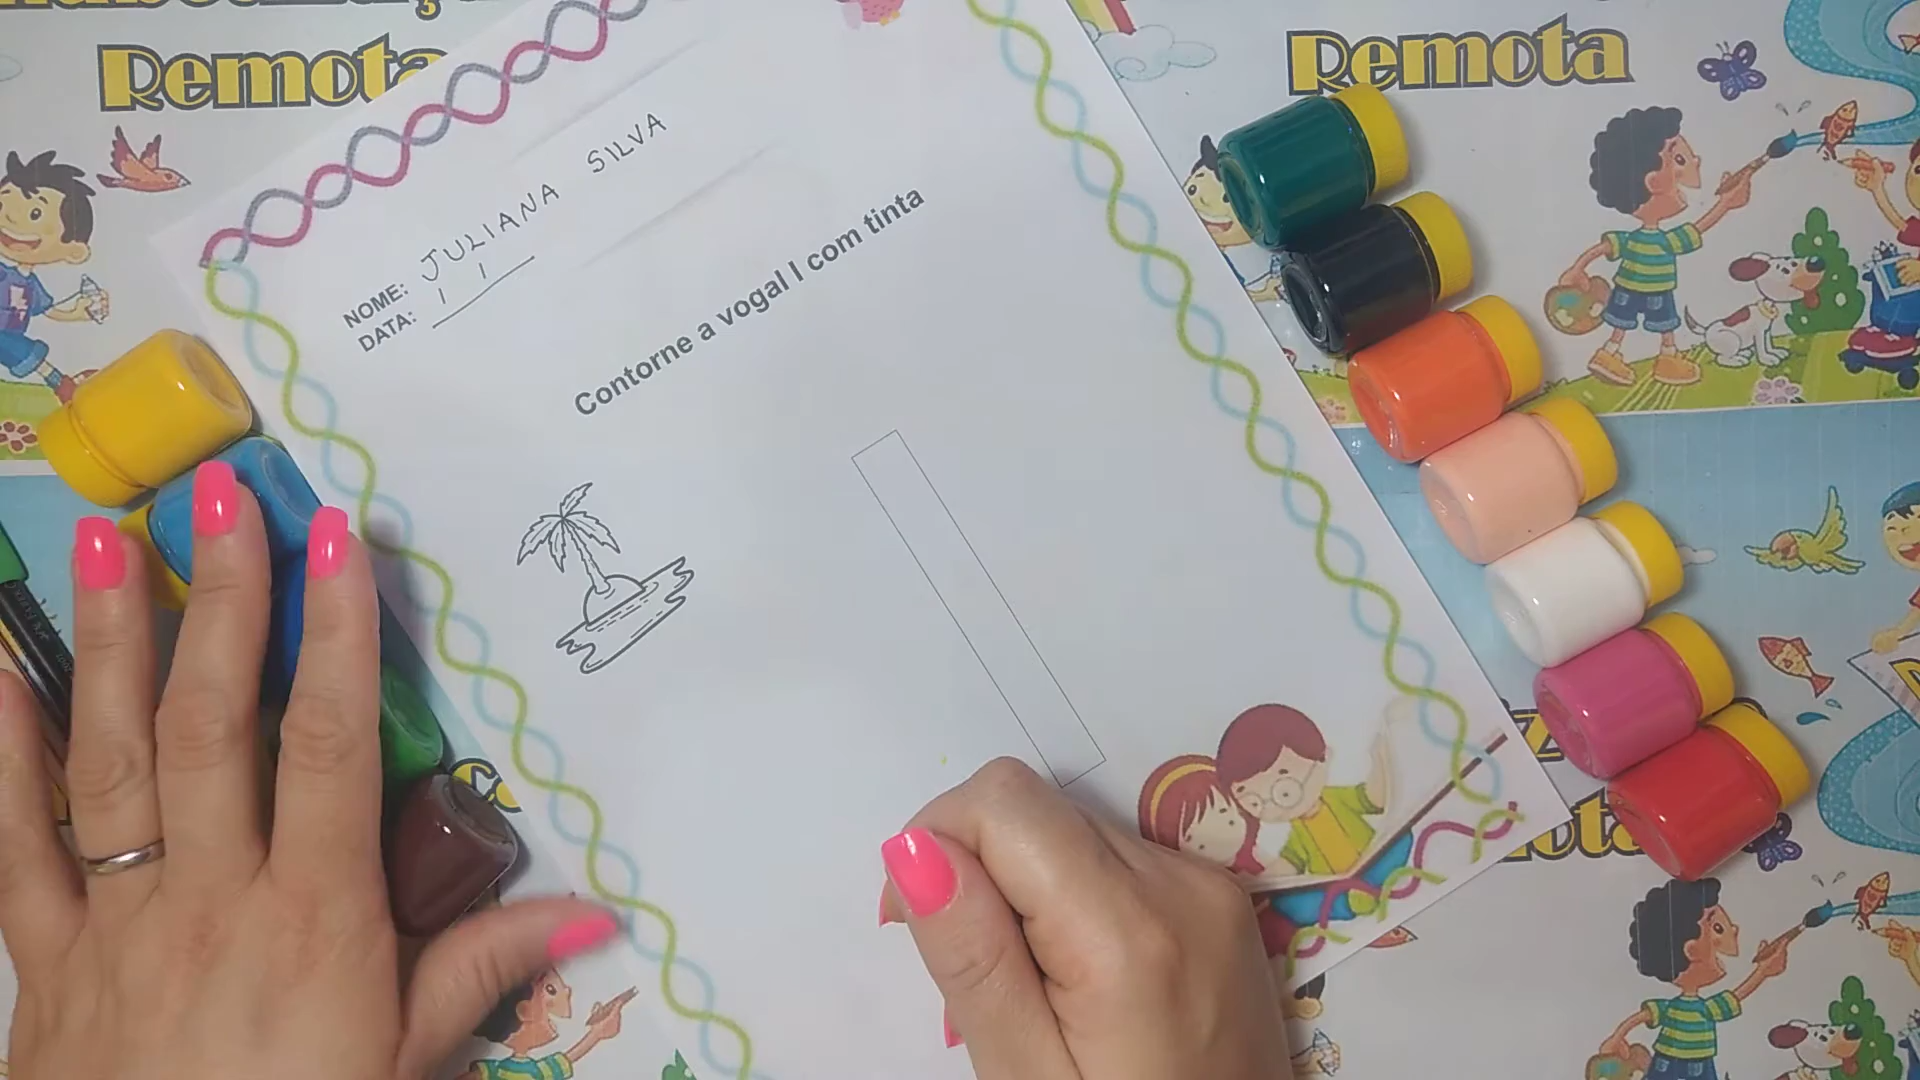 Remota
Remota
NOME: JULIANA SILVA
DATA: / /
Contorne a vogal I com tinta